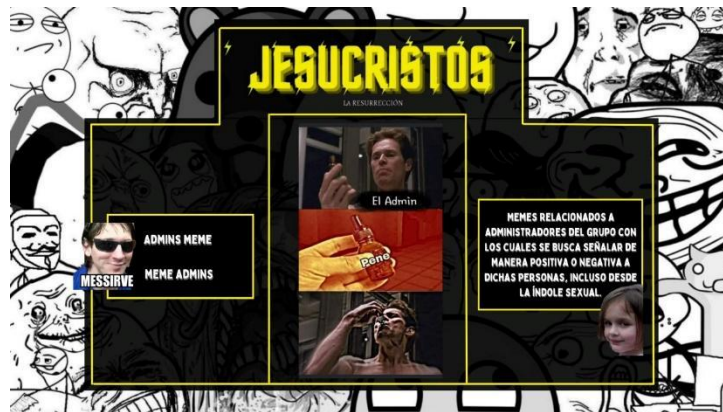 JESUCRISTOS
LA RESURRECCIÓN
El Admin
Pene
MESSIRVE
ADMINS MEME
MEME ADMINS
MEMES RELACIONADOS A
ADMINISTRADORES DEL GRUPO CON
LOS CUALES SE BUSCA SEÑALAR DE
MANERA POSITIVA O NEGATIVA A
DICHAS PERSONAS, INCLUSO DESDE
LA ÍNDOLE SEXUAL.